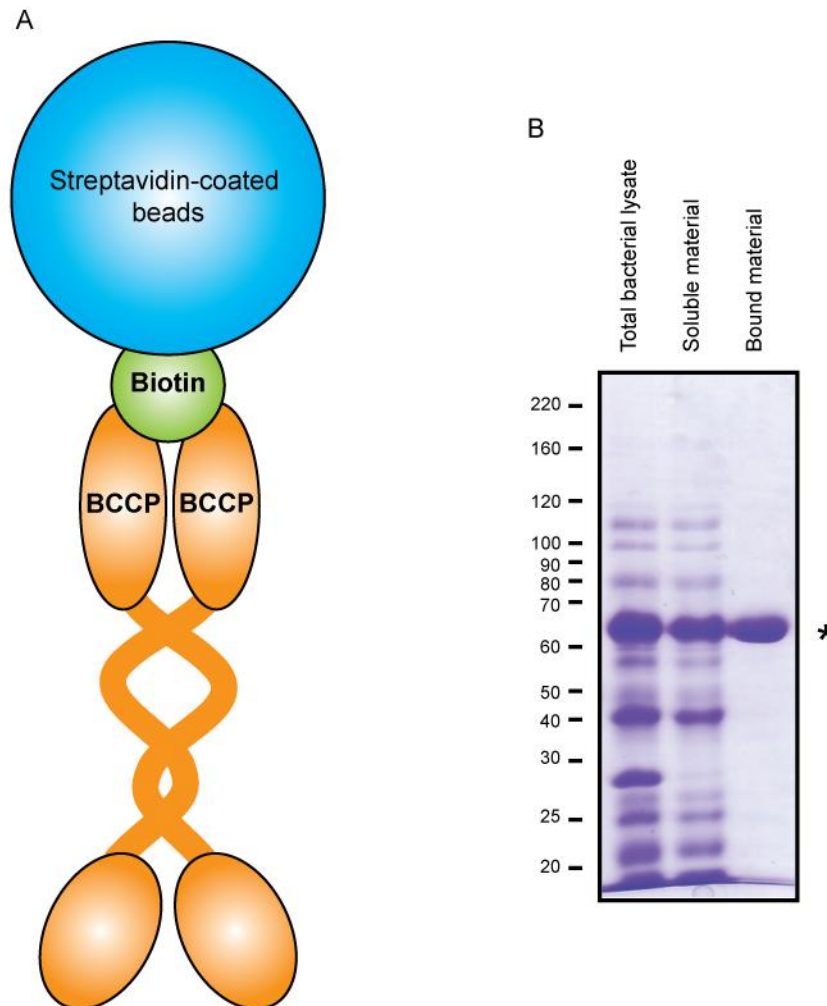 A
Streptavidin-coated
beads
Biotin
BCCP BCCP
B
Total bacterial lysate
Soluble material
Bound material
220
160
120
100
90
80
70
60
50
40
30
25
20
*